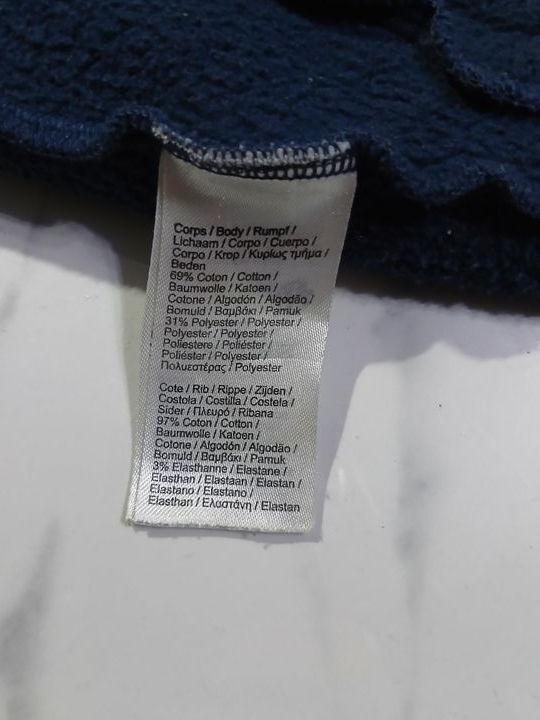 Corps / Body / Rumpf /
Lichaam / Corpo / Cuerpo /
Corpo / Krop / Κυρίως τμήμα /
Beden
69% Coton / Cotton /
Baumwolle / Katoen /
Cotone / Algodón / Algodão /
Bomuld / Βαμβάκι / Pamuk
31% Polyester / Polyester /
Polyester / Polyester /
Poliestere / Poliéster /
Poliéster / Polyester /
Πολυεστέρας / Polyester
Cote / Rib / Rippe / Zijden /
Costola / Costilla / Costela /
Sider / Πλευρό / Ribana
97% Coton / Cotton /
Baumwolle / Katoen /
Cotone / Algodón / Algodão /
Bomuld / Βαμβάκι / Pamuk
3% Elasthanne / Elastane /
Elasthan / Elastaan / Elastan /
Elastano / Elastano /
Elasthan / Ελαστάνη / Elastan